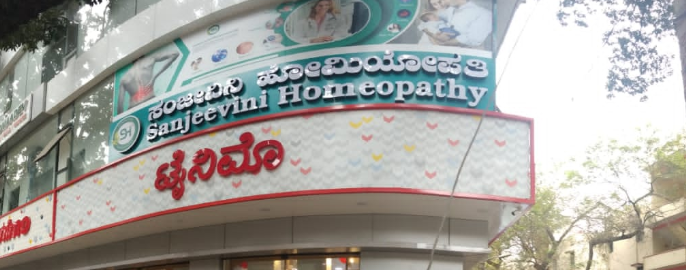 ಸಂಜೀವಿನಿ ಹೋಮಿಯೋಪತಿ
Sanjeevini Homeopathy
SH
ಟೈನಿಮೊ